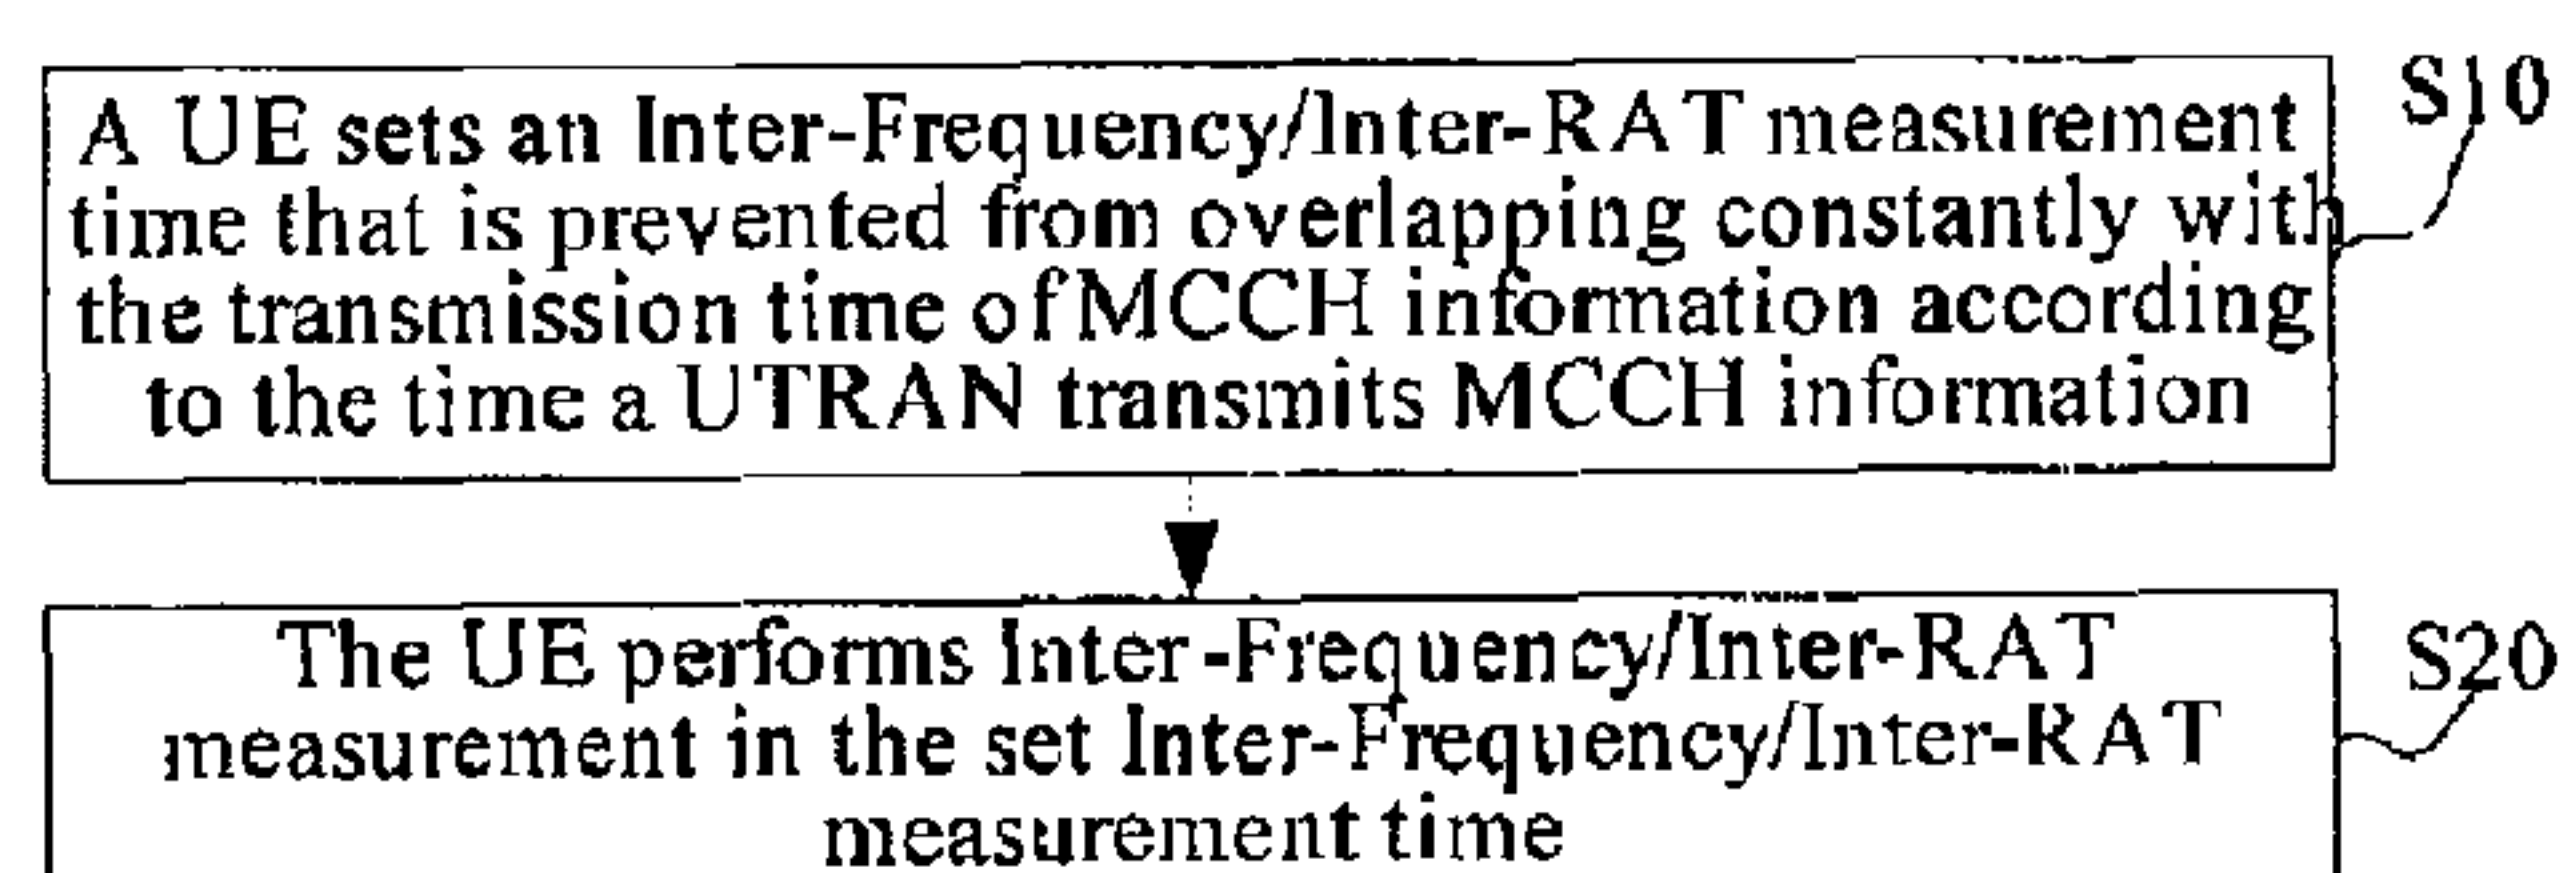 S10
A UE sets an Inter-Frequency/Inter-RAT measurement
time that is prevented from overlapping constantly with
the transmission time of MCCH information according
to the time a UTRAN transmits MCCH information
S20
The UE performs Inter-Frequency/Inter-RAT
measurement in the set Inter-Frequency/Inter-RAT
measurement time